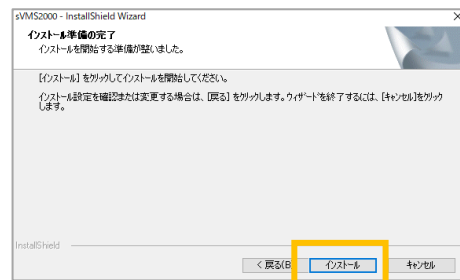 sVMS2000 - InstallShield Wizard
インストール準備の完了
インストールを開始する準備が整いました。
[インストール] をクリックしてインストールを開始してください。
インストール設定を確認または変更する場合は、[戻る] をクリックします。ウィザードを終了するには、[キャンセル]をクリック
します。
InstallShield
< 戻る(B
インストール
キャンセル